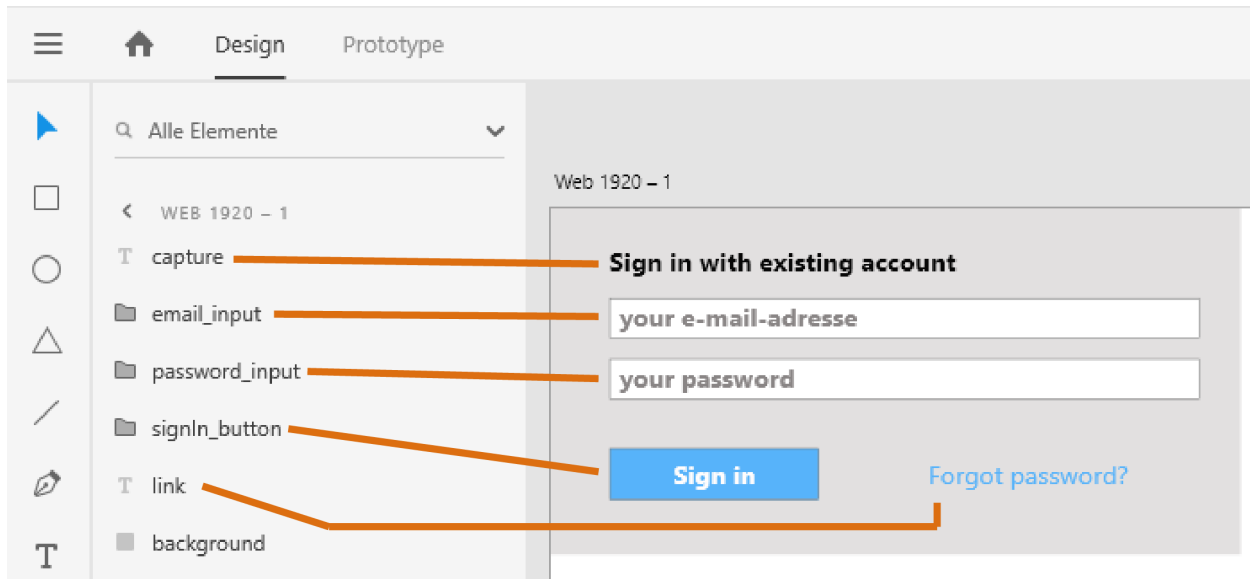 Design Prototype
Alle Elemente
WEB 1920 – 1
capture
email_input
password_input
signIn_button
link
background
Web 1920 – 1
Sign in with existing account
your e-mail-adresse
your password
Sign in Forgot password?